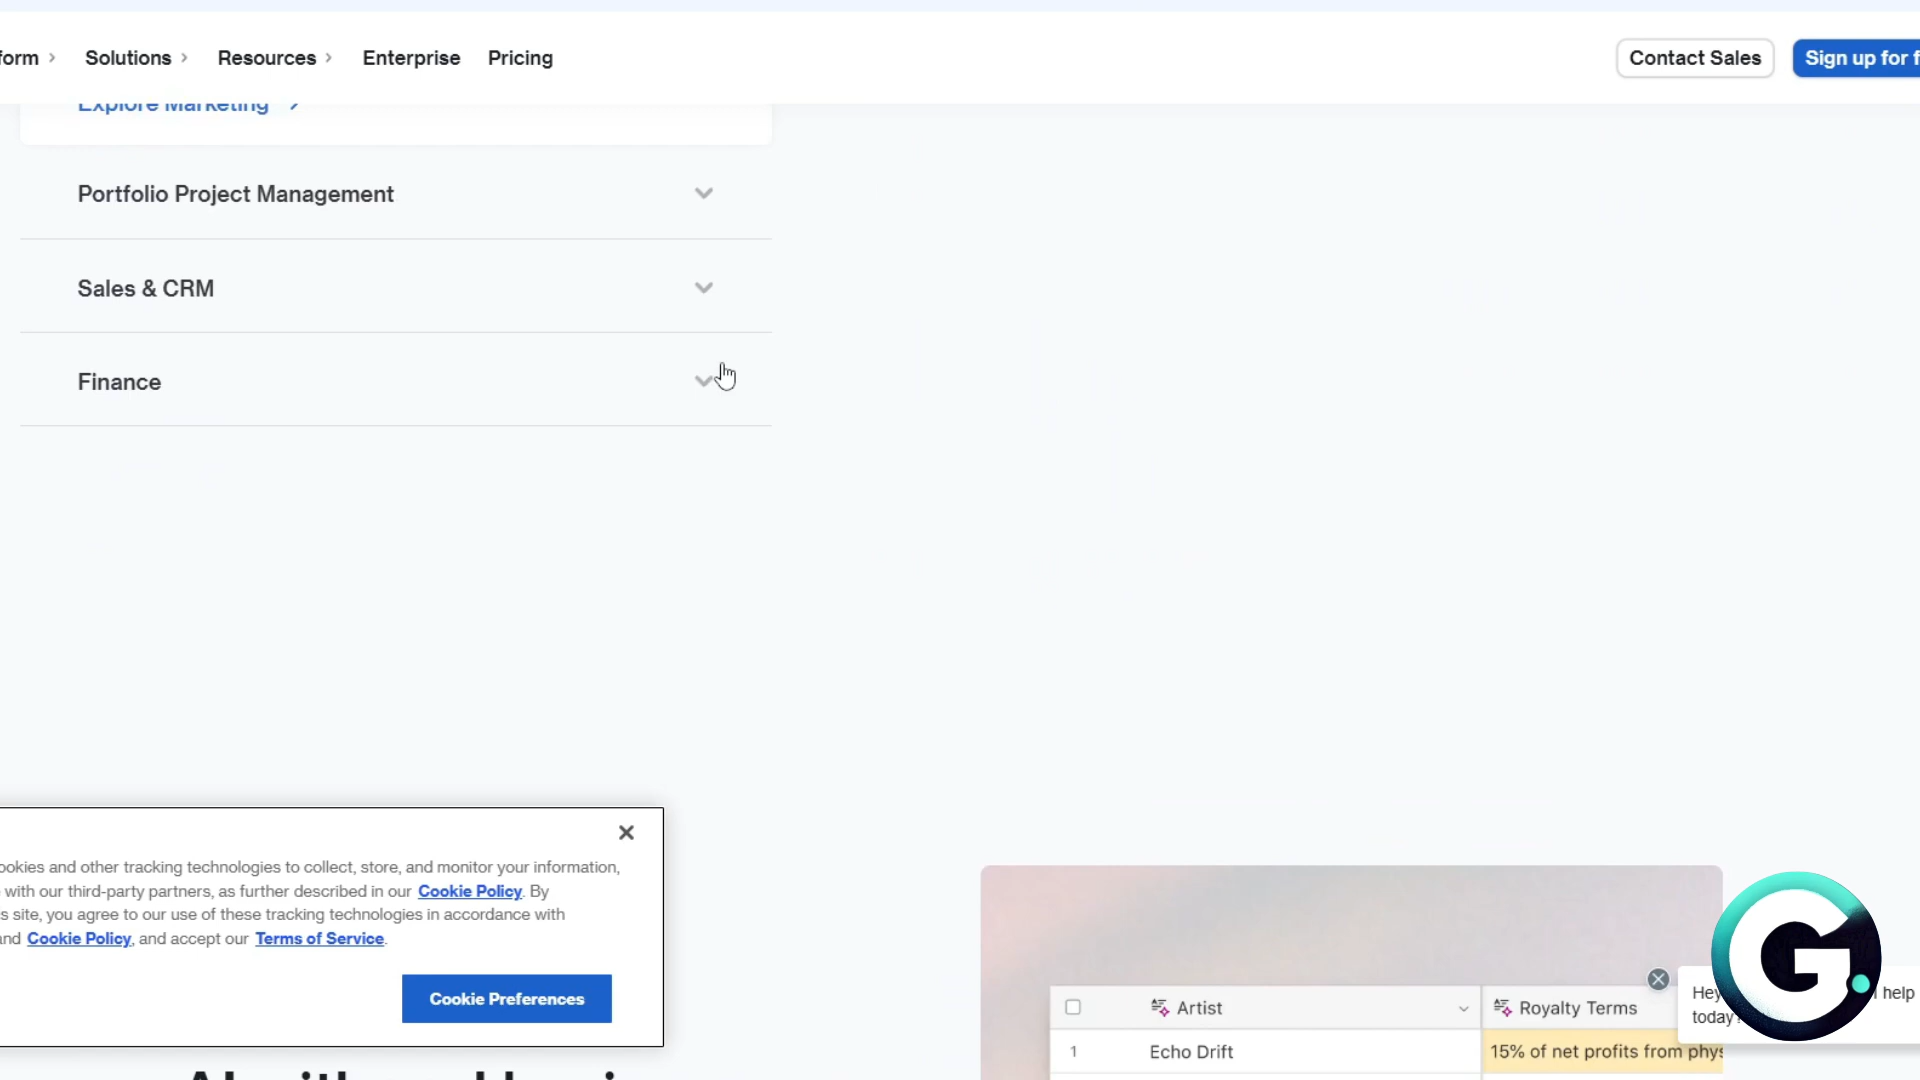 form
Solutions
Resources
Enterprise
Pricing
Contact Sales
Sign up for f
Explore Marketing
Portfolio Project Management
Sales & CRM
Finance
ookies and other tracking technologies to collect, store, and monitor your information,
with our third-party partners, as further described in our Cookie Policy. By
s site, you agree to our use of these tracking technologies in accordance with
and Cookie Policy, and accept our Terms of Service.
Cookie Preferences
Artist
Royalty Terms
1
Echo Drift
15% of net profits from phys
Hey
help
today?
G